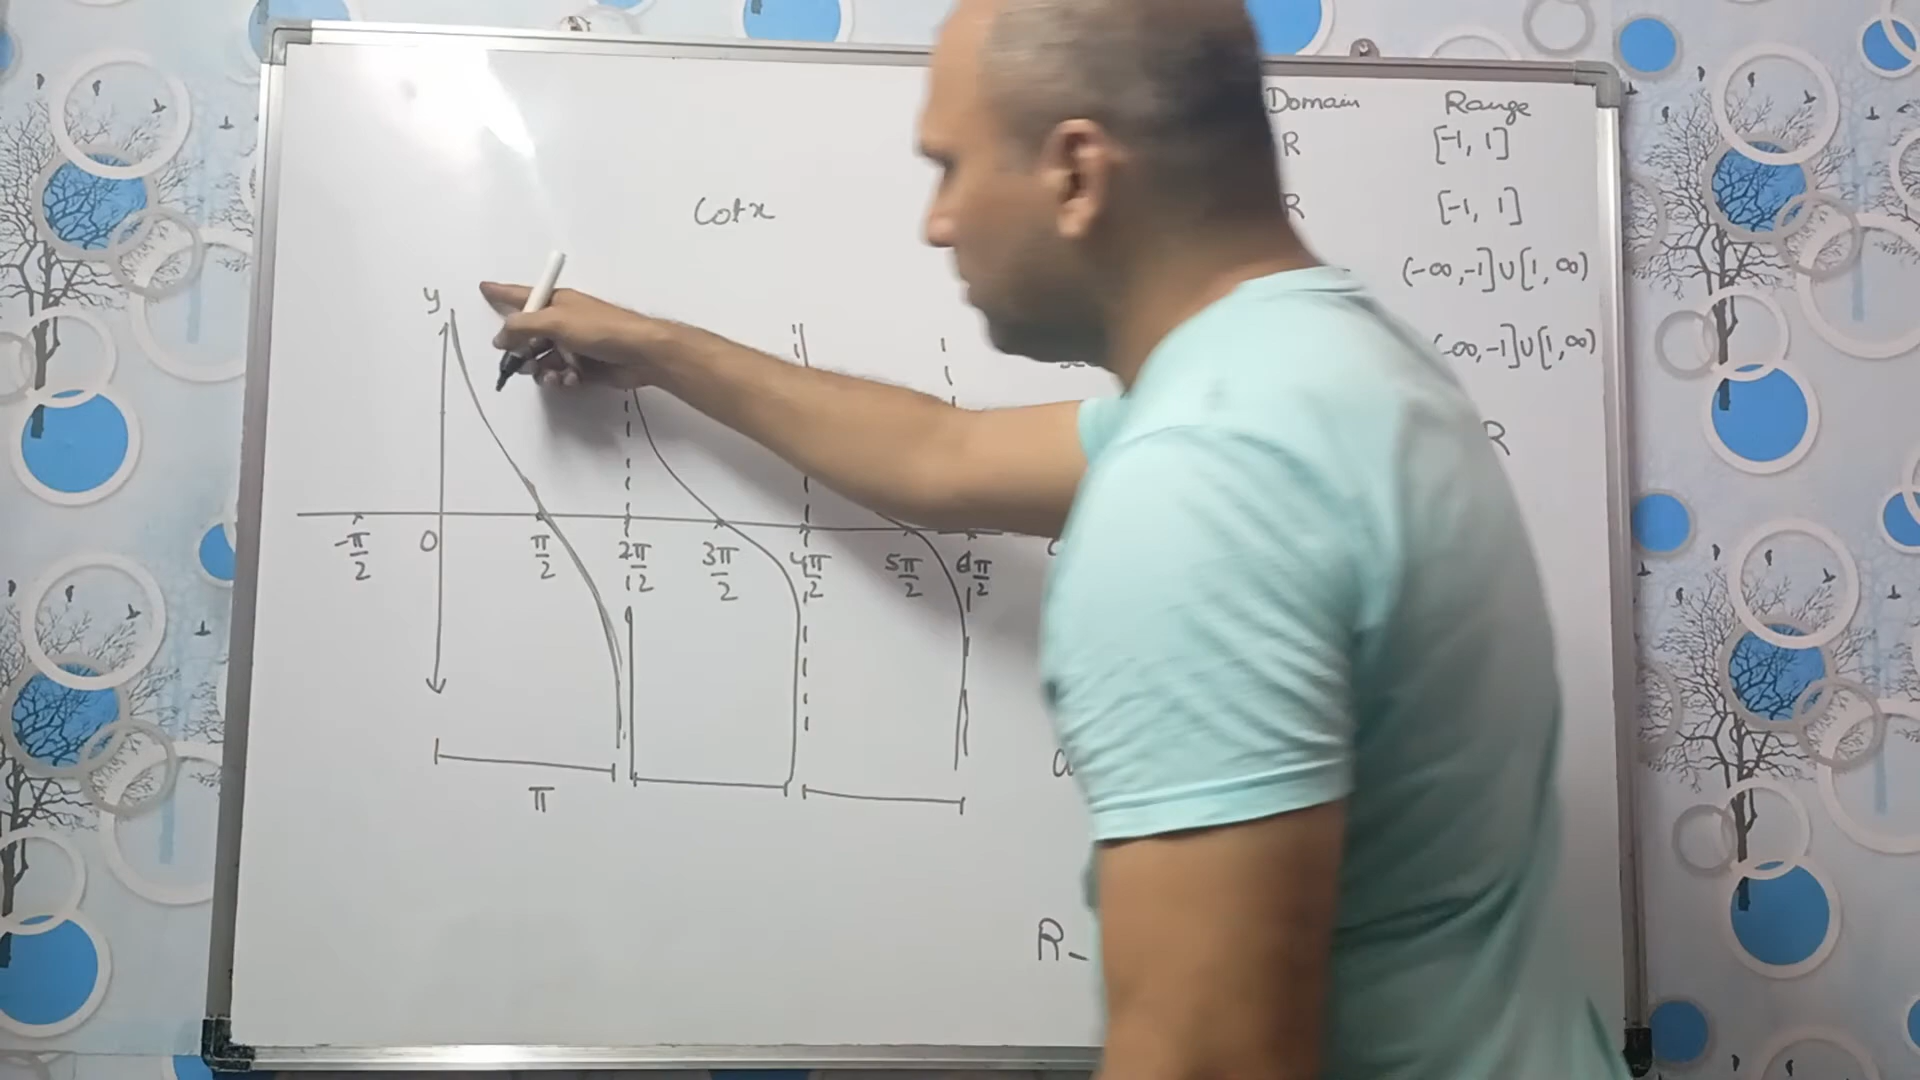 Domain Range
R [-1, 1]
Cotx
R [-1, 1]
(-∞,-1]∪[1, ∞)
-∞,-1]∪[1,∞)
y
R
-π/2 0 π/2 2π/2 3π/2 4π/2 5π/2 6π/2
π
R-